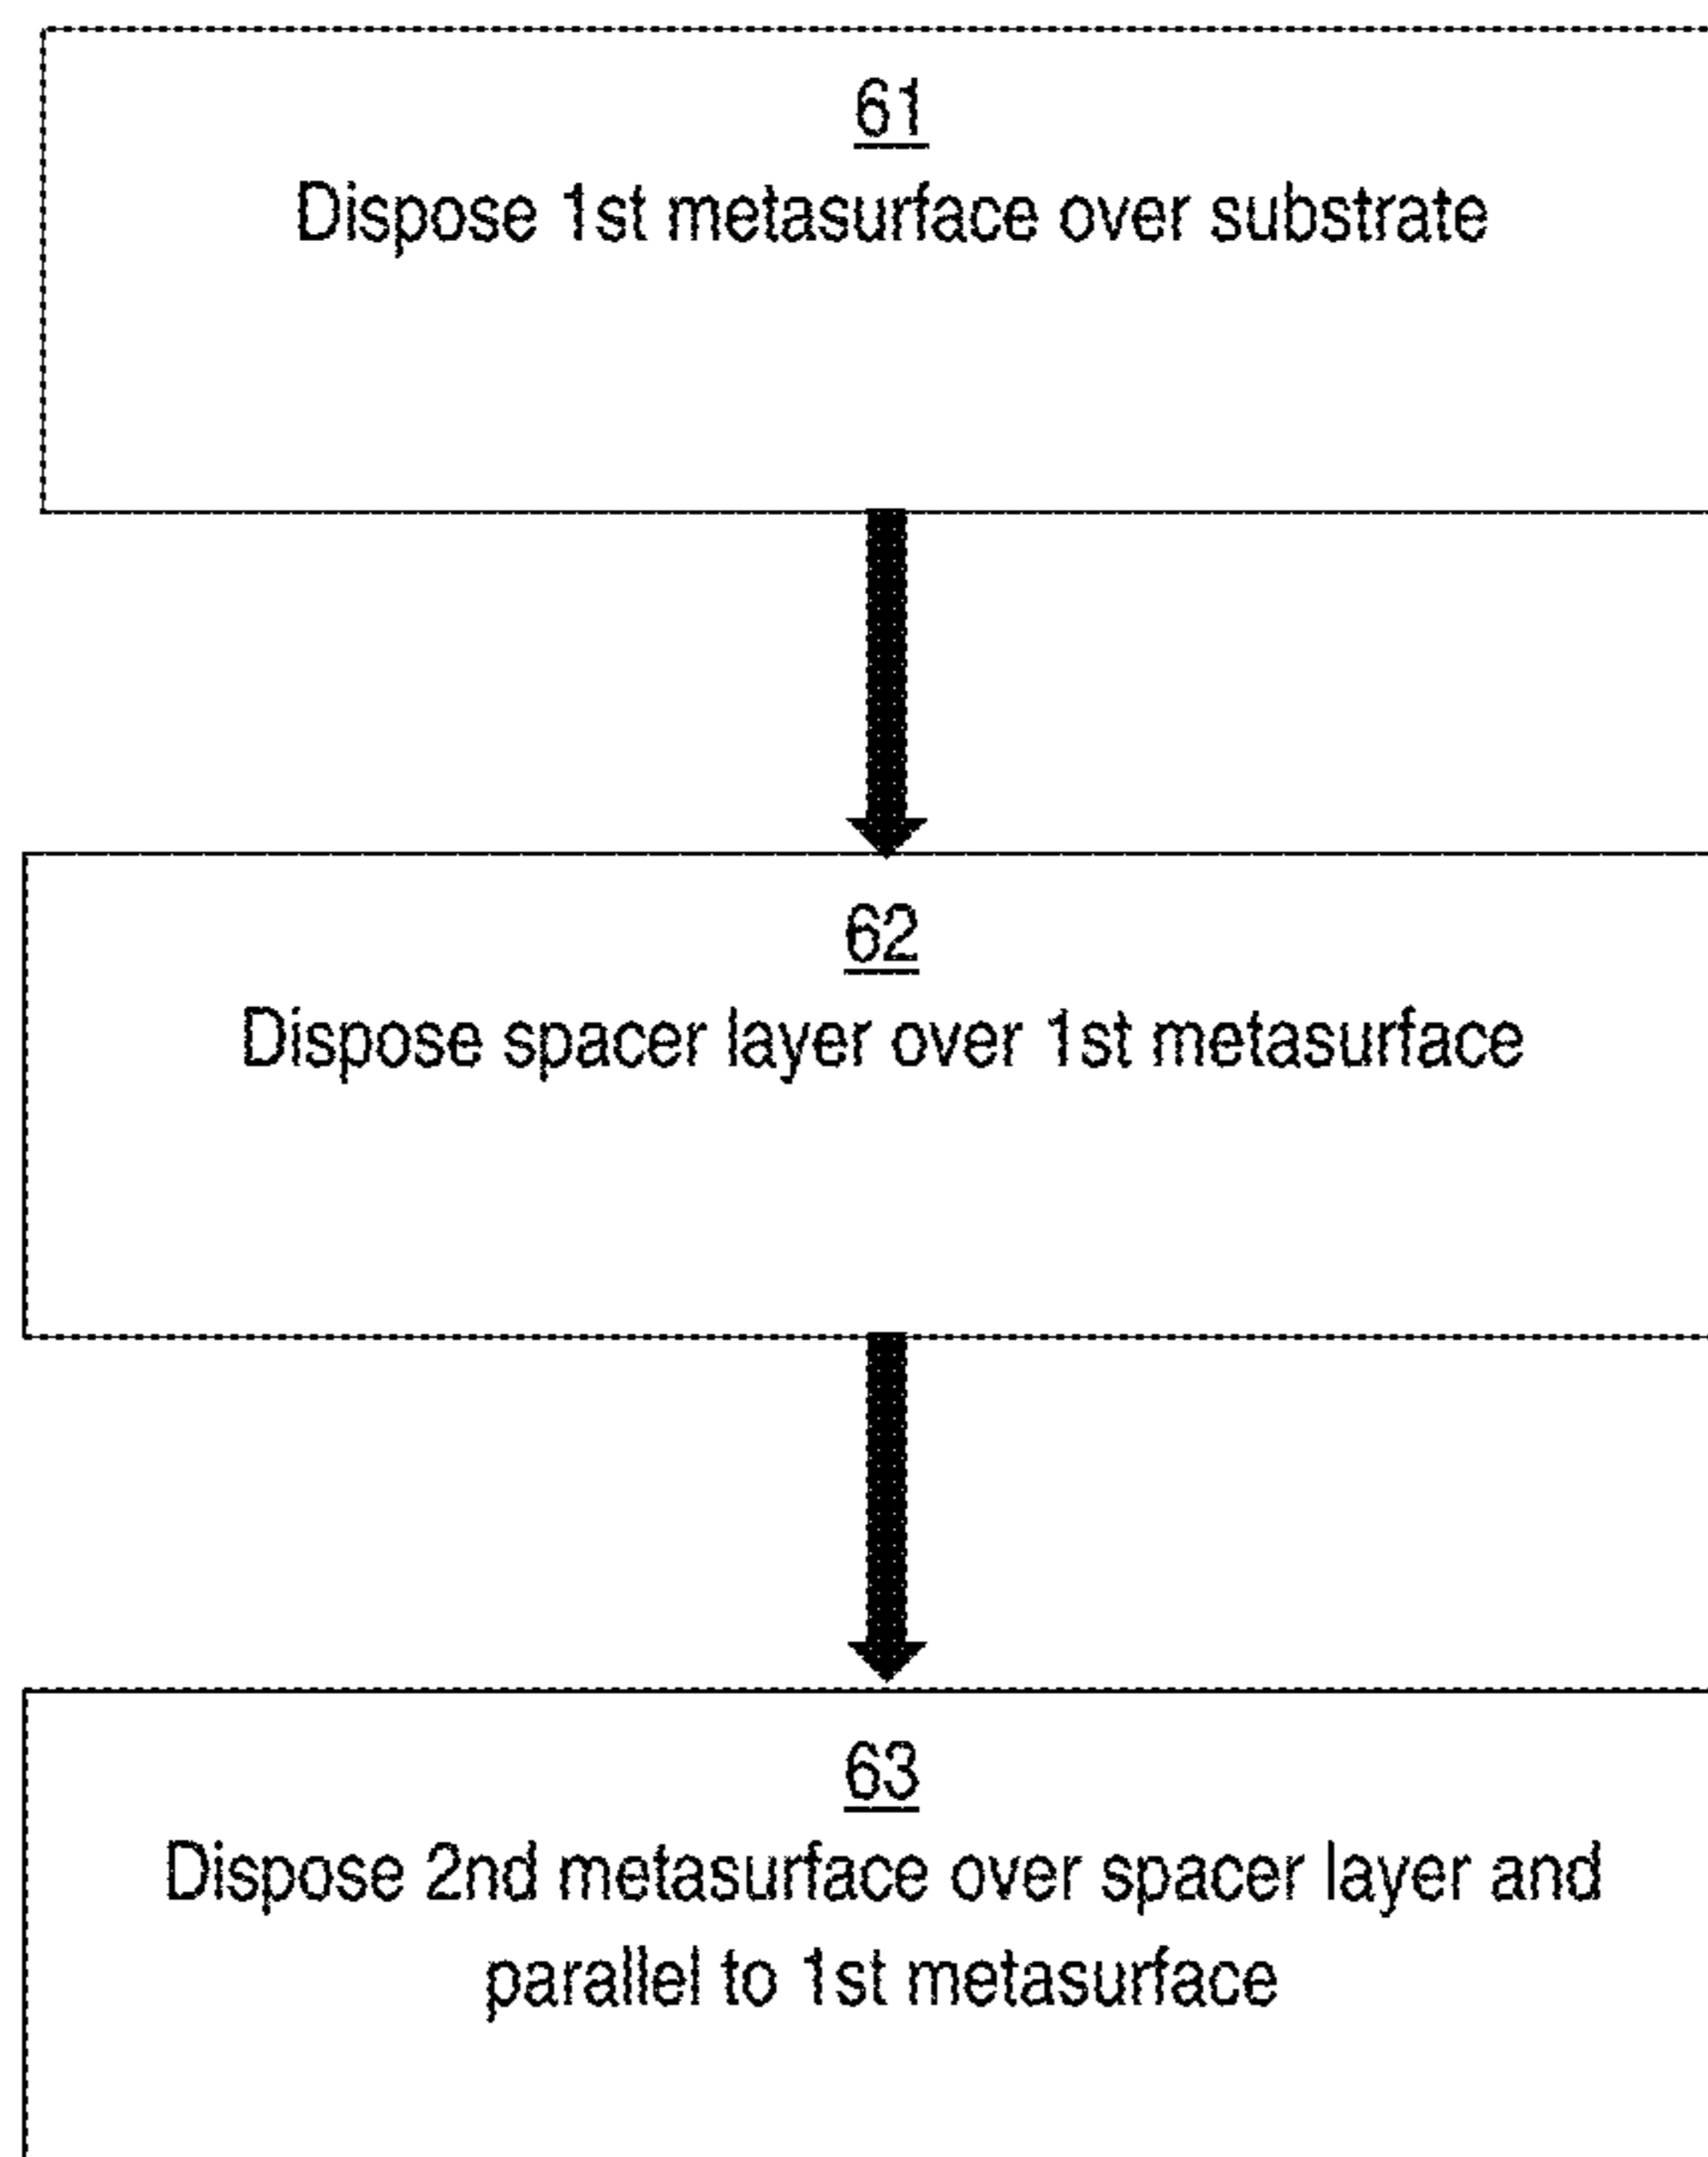 61
Dispose 1st metasurface over substrate
62
Dispose spacer layer over 1st metasurface
63
Dispose 2nd metasurface over spacer layer and
parallel to 1st metasurface